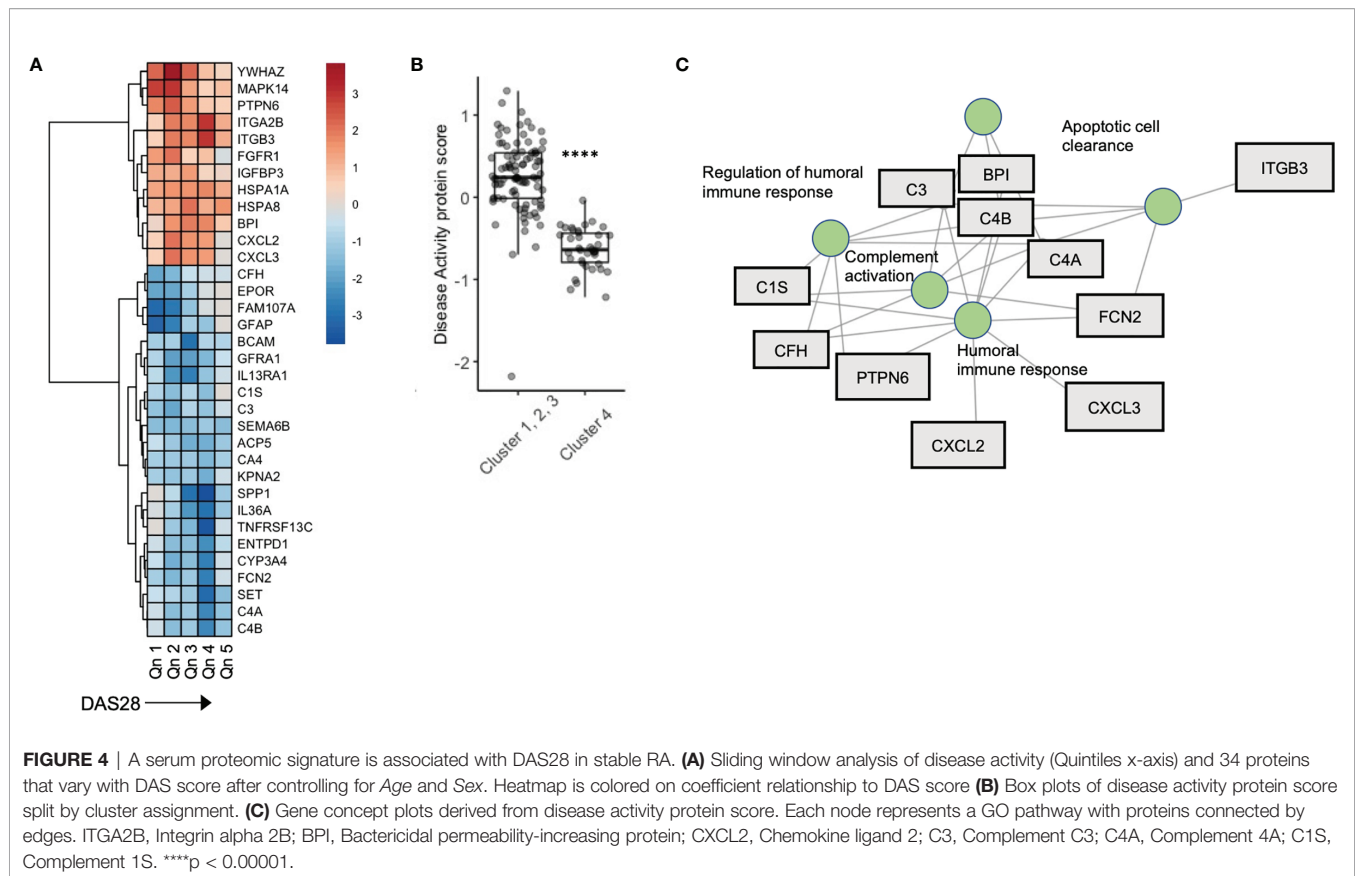 A
YWHAZ
MAPK14
PTPN6
ITGA2B
ITGB3
FGFR1
IGFBP3
HSPA1A
HSPA8
BPI
CXCL2
CXCL3
CFH
EPOR
FAM107A
GFAP
BCAM
GFRA1
IL13RA1
C1S
C3
SEMA6B
ACP5
CA4
KPNA2
SPP1
IL36A
TNFRSF13C
ENTPD1
CYP3A4
FCN2
SET
C4A
C4B
Qn 1
Qn 2
Qn 3
Qn 4
Qn 5
DAS28
3
2
1
0
-1
-2
-3
B
Disease Activity protein score
1
0
-1
-2
****
Cluster 1, 2, 3
Cluster 4
C
Apoptotic cell
clearance
Regulation of humoral
immune response
ITGB3
BPI
C3
C4B
C4A
Complement
activation
C1S
FCN2
CFH
PTPN6
Humoral
immune response
CXCL3
CXCL2
FIGURE 4 | A serum proteomic signature is associated with DAS28 in stable RA. (A) Sliding window analysis of disease activity (Quintiles x-axis) and 34 proteins
that vary with DAS score after controlling for Age and Sex. Heatmap is colored on coefficient relationship to DAS score (B) Box plots of disease activity protein score
split by cluster assignment. (C) Gene concept plots derived from disease activity protein score. Each node represents a GO pathway with proteins connected by
edges. ITGA2B, Integrin alpha 2B; BPI, Bactericidal permeability-increasing protein; CXCL2, Chemokine ligand 2; C3, Complement C3; C4A, Complement 4A; C1S,
Complement 1S. ****p < 0.00001.